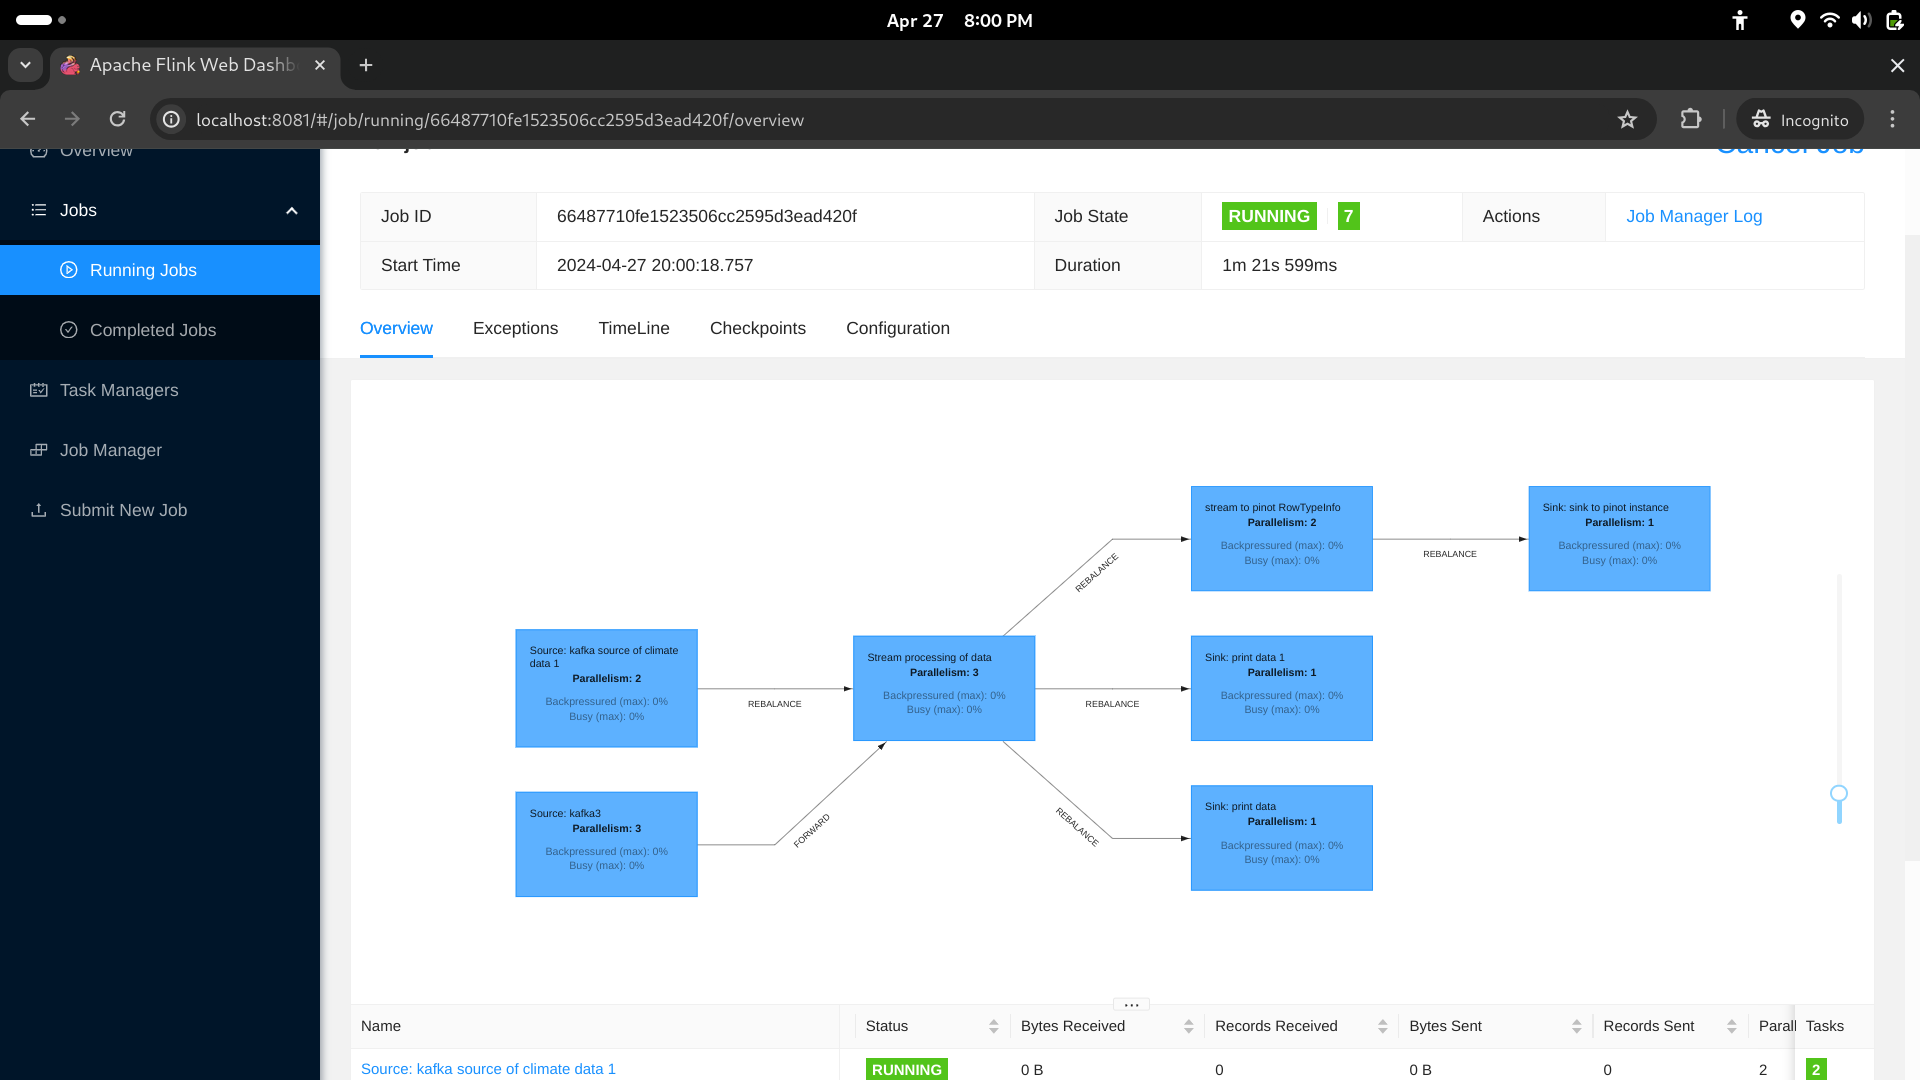 Apr 27 8:00 PM
Apache Flink Web Dashb
localhost:8081/#/job/running/66487710fe1523506cc2595d3ead420f/overview
Incognito
Overview
Cancel Job
Jobs
Running Jobs
Completed Jobs
Task Managers
Job Manager
Submit New Job
Job ID 66487710fe1523506cc2595d3ead420f Job State RUNNING 7 Actions Job Manager Log
Start Time 2024-04-27 20:00:18.757 Duration 1m 21s 599ms
Overview Exceptions TimeLine Checkpoints Configuration
Source: kafka source of climate
data 1
Parallelism: 2
Backpressured (max): 0%
Busy (max): 0%
REBALANCE
Source: kafka3
Parallelism: 3
Backpressured (max): 0%
Busy (max): 0%
FORWARD
Stream processing of data
Parallelism: 3
Backpressured (max): 0%
Busy (max): 0%
REBALANCE
REBALANCE
REBALANCE
stream to pinot RowTypeInfo
Parallelism: 2
Backpressured (max): 0%
Busy (max): 0%
REBALANCE
Sink: sink to pinot instance
Parallelism: 1
Backpressured (max): 0%
Busy (max): 0%
Sink: print data 1
Parallelism: 1
Backpressured (max): 0%
Busy (max): 0%
Sink: print data
Parallelism: 1
Backpressured (max): 0%
Busy (max): 0%
Name Status Bytes Received Records Received Bytes Sent Records Sent Parall Tasks
Source: kafka source of climate data 1 RUNNING 0 B 0 0 B 0 2 2